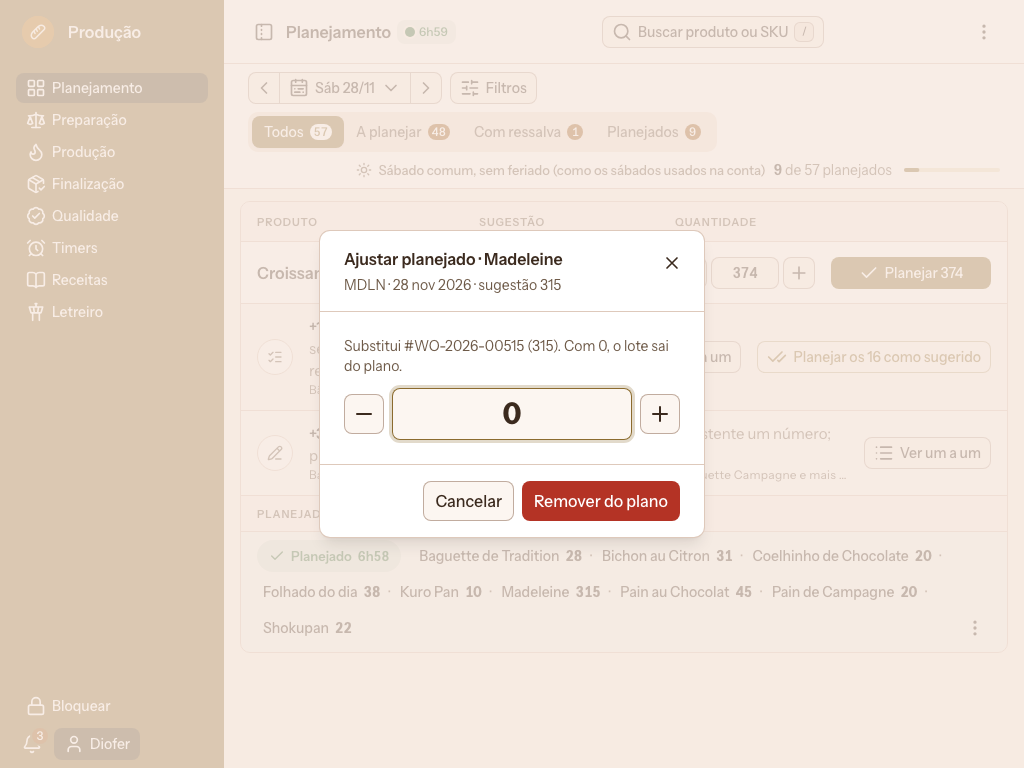 Produção
Planejamento
6h59
Buscar produto ou SKU /
Planejamento
Preparação
Produção
Finalização
Qualidade
Timers
Receitas
Letreiro
Sáb 28/11
Filtros
Todos 57
A planejar 48
Com ressalva 1
Planejados 9
Sábado comum, sem feriado (como os sábados usados na conta)
9 de 57 planejados
PRODUTO SUGESTÃO QUANTIDADE
374
Planejar 374
Ajustar planejado · Madeleine
MDLN · 28 nov 2026 · sugestão 315
Substitui #WO-2026-00515 (315). Com 0, o lote sai
do plano.
0
Cancelar
Remover do plano
Planejar os 16 como sugerido
Ver um a um
Planejado 6h58
Baguette de Tradition 28 · Bichon au Citron 31 · Coelhinho de Chocolate 20 ·
Folhado do dia 38 · Kuro Pan 10 · Madeleine 315 · Pain au Chocolat 45 · Pain de Campagne 20 ·
Shokupan 22
Bloquear
3
Diofer